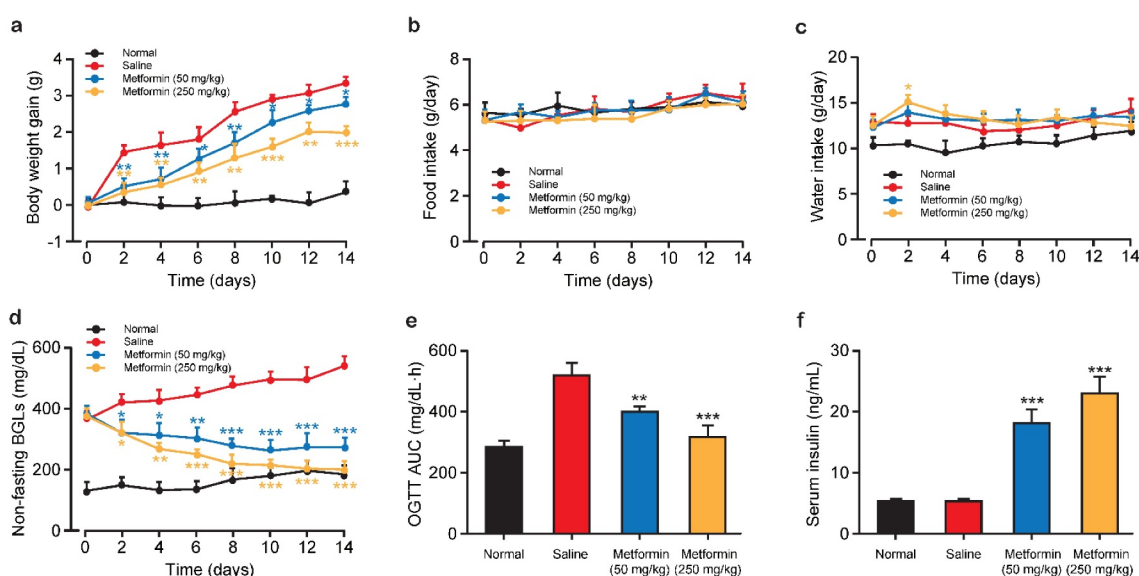 a
Normal
Saline
Metformin (50 mg/kg)
Metformin (250 mg/kg)
Body weight gain (g)
4
3
2
1
0
-1
** ** * ** * * *
** ** ** ** *** ** ***
0 2 4 6 8 10 12 14
Time (days)
b
Food intake (g/day)
8
6
4
2
0
Normal
Saline
Metformin (50 mg/kg)
Metformin (250 mg/kg)
0 2 4 6 8 10 12 14
Time (days)
c
Water intake (g/day)
20
15
10
5
0
*
Normal
Saline
Metformin (50 mg/kg)
Metformin (250 mg/kg)
0 2 4 6 8 10 12 14
Time (days)
d
Normal
Saline
Metformin (50 mg/kg)
Metformin (250 mg/kg)
Non-fasting BGLs (mg/dL)
600
400
200
0
* * ** *** *** *** ***
* ** *** *** *** *** ***
0 2 4 6 8 10 12 14
Time (days)
e
OGTT AUC (mg/dL·h)
600
400
200
0
** ***
Normal Saline Metformin Metformin
(50 mg/kg) (250 mg/kg)
f
Serum insulin (ng/mL)
30
20
10
0
*** ***
Normal Saline Metformin Metformin
(50 mg/kg) (250 mg/kg)